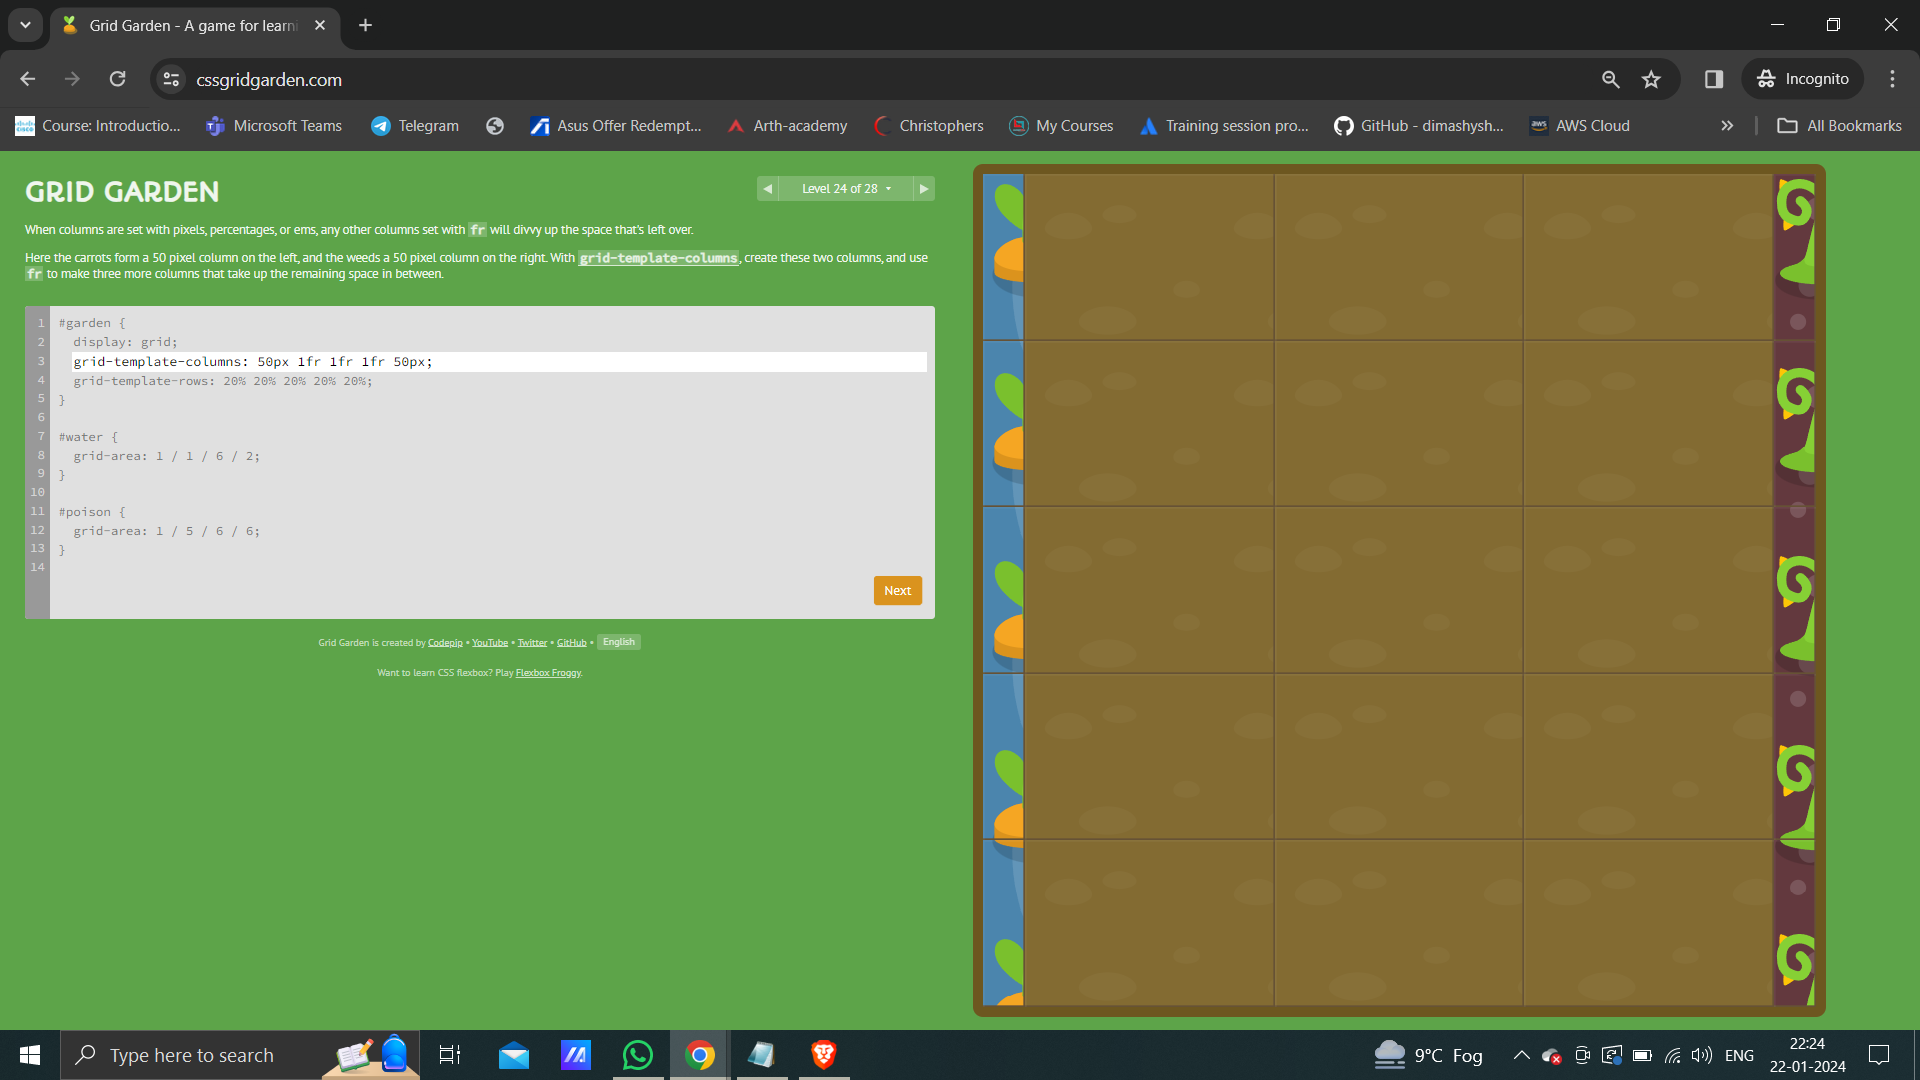 Grid Garden - A game for learni
cssgridgarden.com
Incognito
Course: Introductio...
Microsoft Teams
Telegram
Asus Offer Redempt...
Arth-academy
Christophers
My Courses
Training session pro...
GitHub - dimashysh...
AWS Cloud
All Bookmarks
GRID GARDEN
Level 24 of 28
When columns are set with pixels, percentages, or ems, any other columns set with fr will divvy up the space that's left over.
Here the carrots form a 50 pixel column on the left, and the weeds a 50 pixel column on the right. With grid-template-columns, create these two columns, and use
fr to make three more columns that take up the remaining space in between.
1 #garden {
2 display: grid;
3 grid-template-columns: 50px 1fr 1fr 1fr 50px;
4 grid-template-rows: 20% 20% 20% 20% 20%;
5 }
6
7 #water {
8 grid-area: 1 / 1 / 6 / 2;
9 }
10
11 #poison {
12 grid-area: 1 / 5 / 6 / 6;
13 }
14
Next
Grid Garden is created by Codepip • YouTube • Twitter • GitHub • English
Want to learn CSS flexbox? Play Flexbox Froggy.
Type here to search
9°C Fog
ENG
22:24
22-01-2024